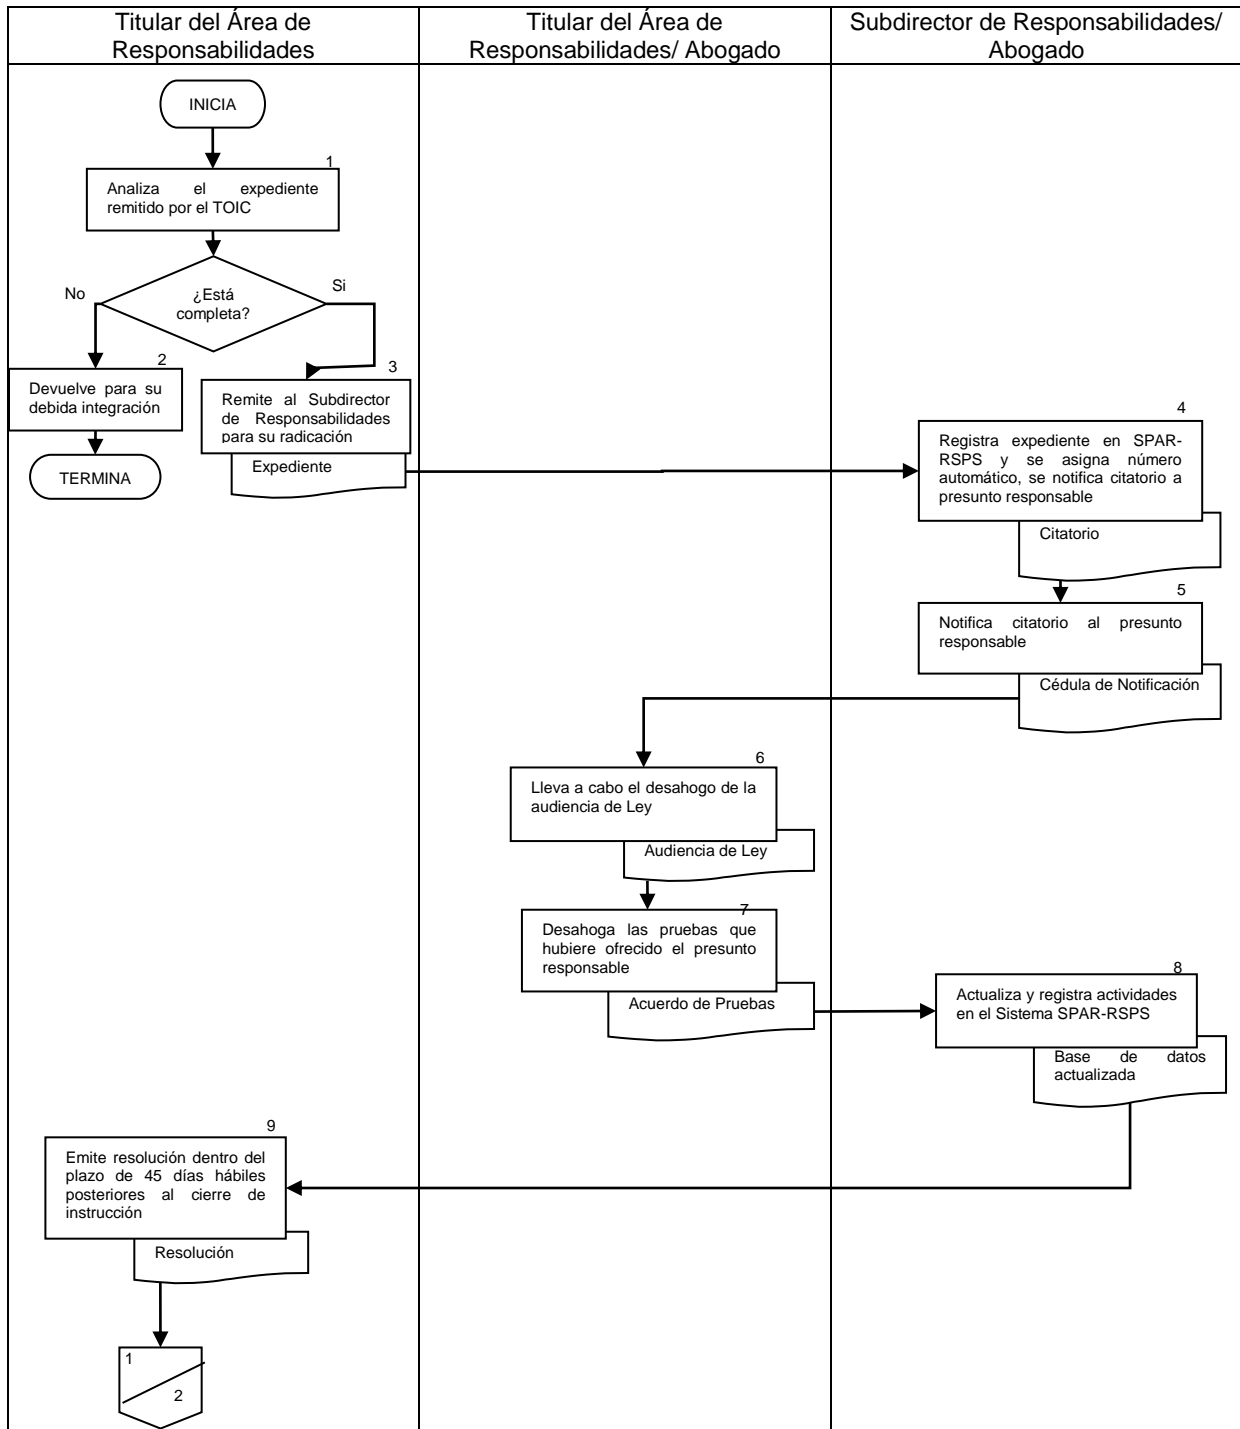 Titular del Área de
Responsabilidades
Titular del Área de
Responsabilidades/ Abogado
Subdirector de Responsabilidades/
Abogado
INICIA
1
Analiza el expediente
remitido por el TOIC
¿Está
completa?
No
Si
2
Devuelve para su
debida integración
TERMINA
3
Remite al Subdirector
de Responsabilidades
para su radicación
Expediente
4
Registra expediente en SPAR-
RSPS y se asigna número
automático, se notifica citatorio a
presunto responsable
Citatorio
5
Notifica citatorio al presunto
responsable
Cédula de Notificación
6
Lleva a cabo el desahogo de la
audiencia de Ley
Audiencia de Ley
7
Desahoga las pruebas que
hubiere ofrecido el presunto
responsable
Acuerdo de Pruebas
8
Actualiza y registra actividades
en el Sistema SPAR-RSPS
Base de datos
actualizada
9
Emite resolución dentro del
plazo de 45 días hábiles
posteriores al cierre de
instrucción
Resolución
1
2